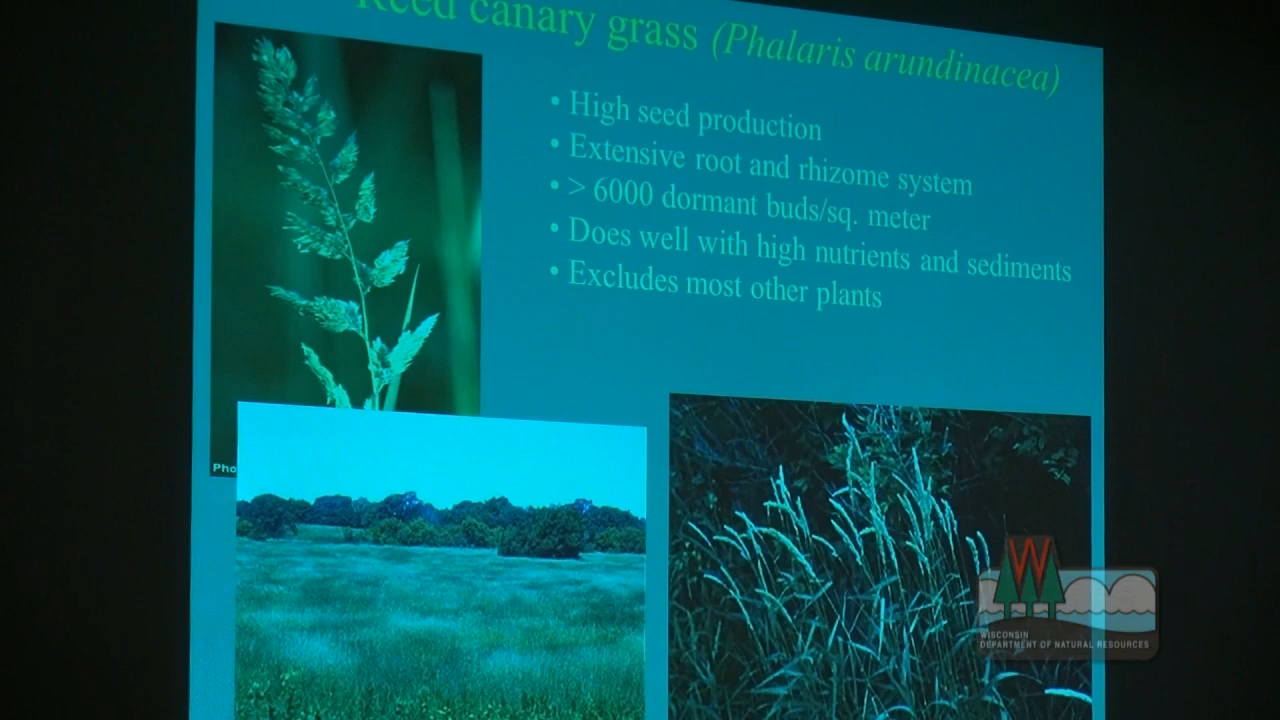 Reed canary grass (Phalaris arundinacea)
• High seed production
• Extensive root and rhizome system
• > 6000 dormant buds/sq. meter
• Does well with high nutrients and sediments
• Excludes most other plants
Pho
W
WISCONSIN
DEPARTMENT OF NATURAL RESOURCES